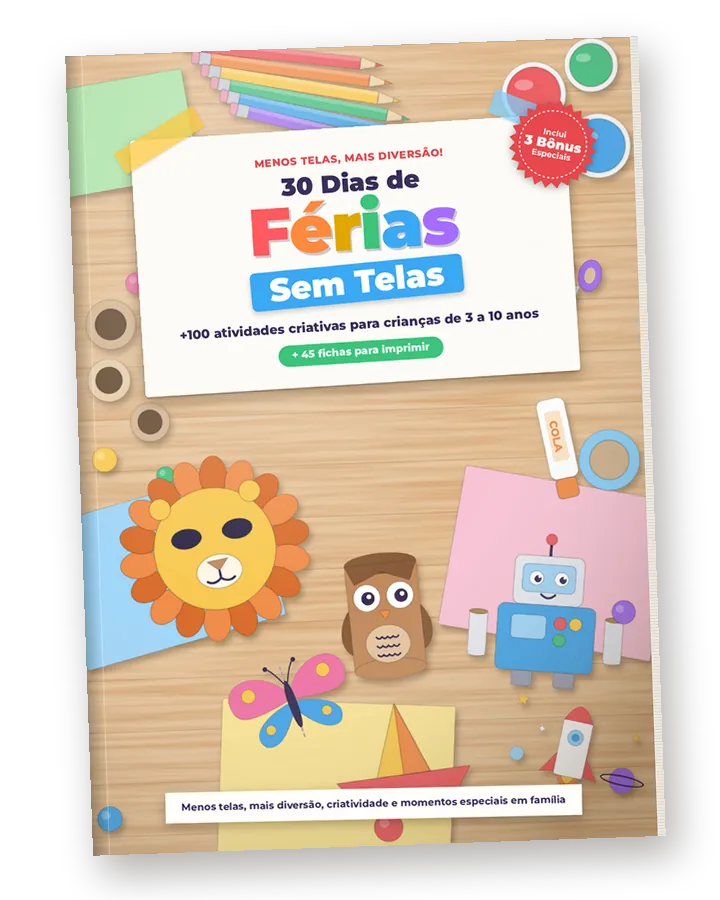 MENOS TELAS, MAIS DIVERSÃO!
30 Dias de
Férias
Sem Telas
+100 atividades criativas para crianças de 3 a 10 anos
+ 45 fichas para imprimir
Inclui
3 Bônus
Especiais
COLA
Menos telas, mais diversão, criatividade e momentos especiais em família